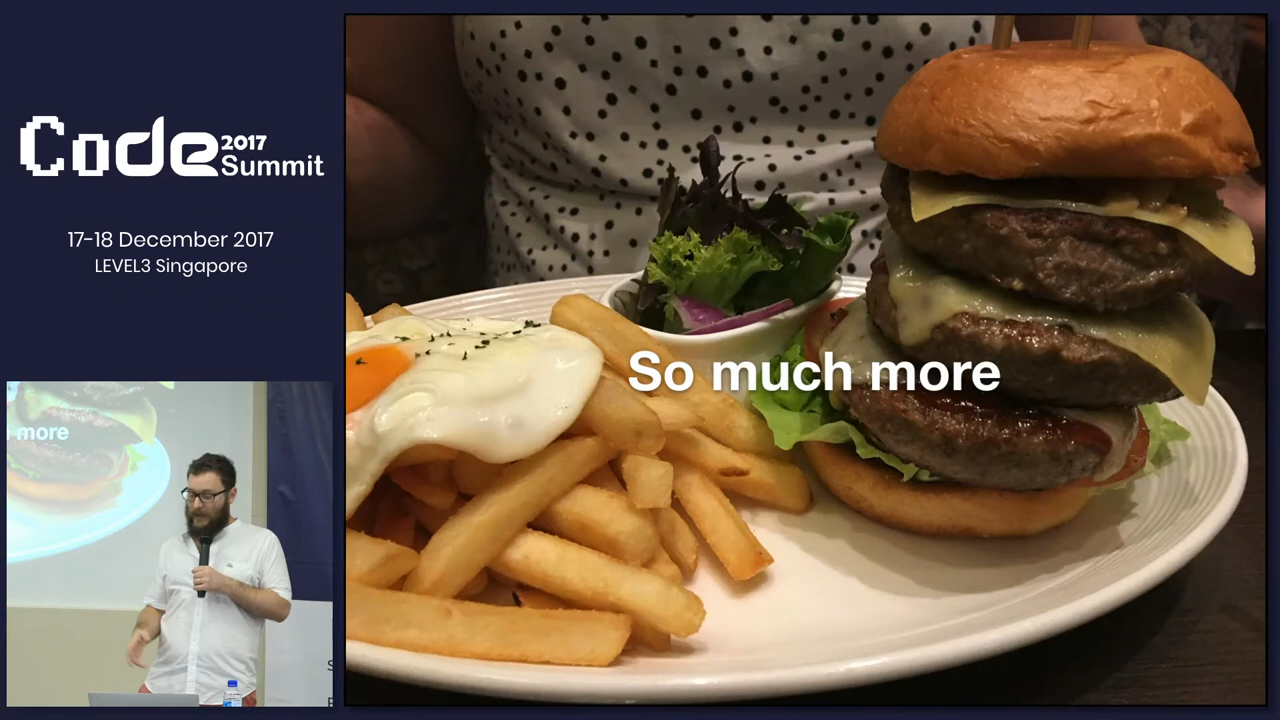 Code 2017 Summit
17-18 December 2017
LEVEL3 Singapore
So much more
more